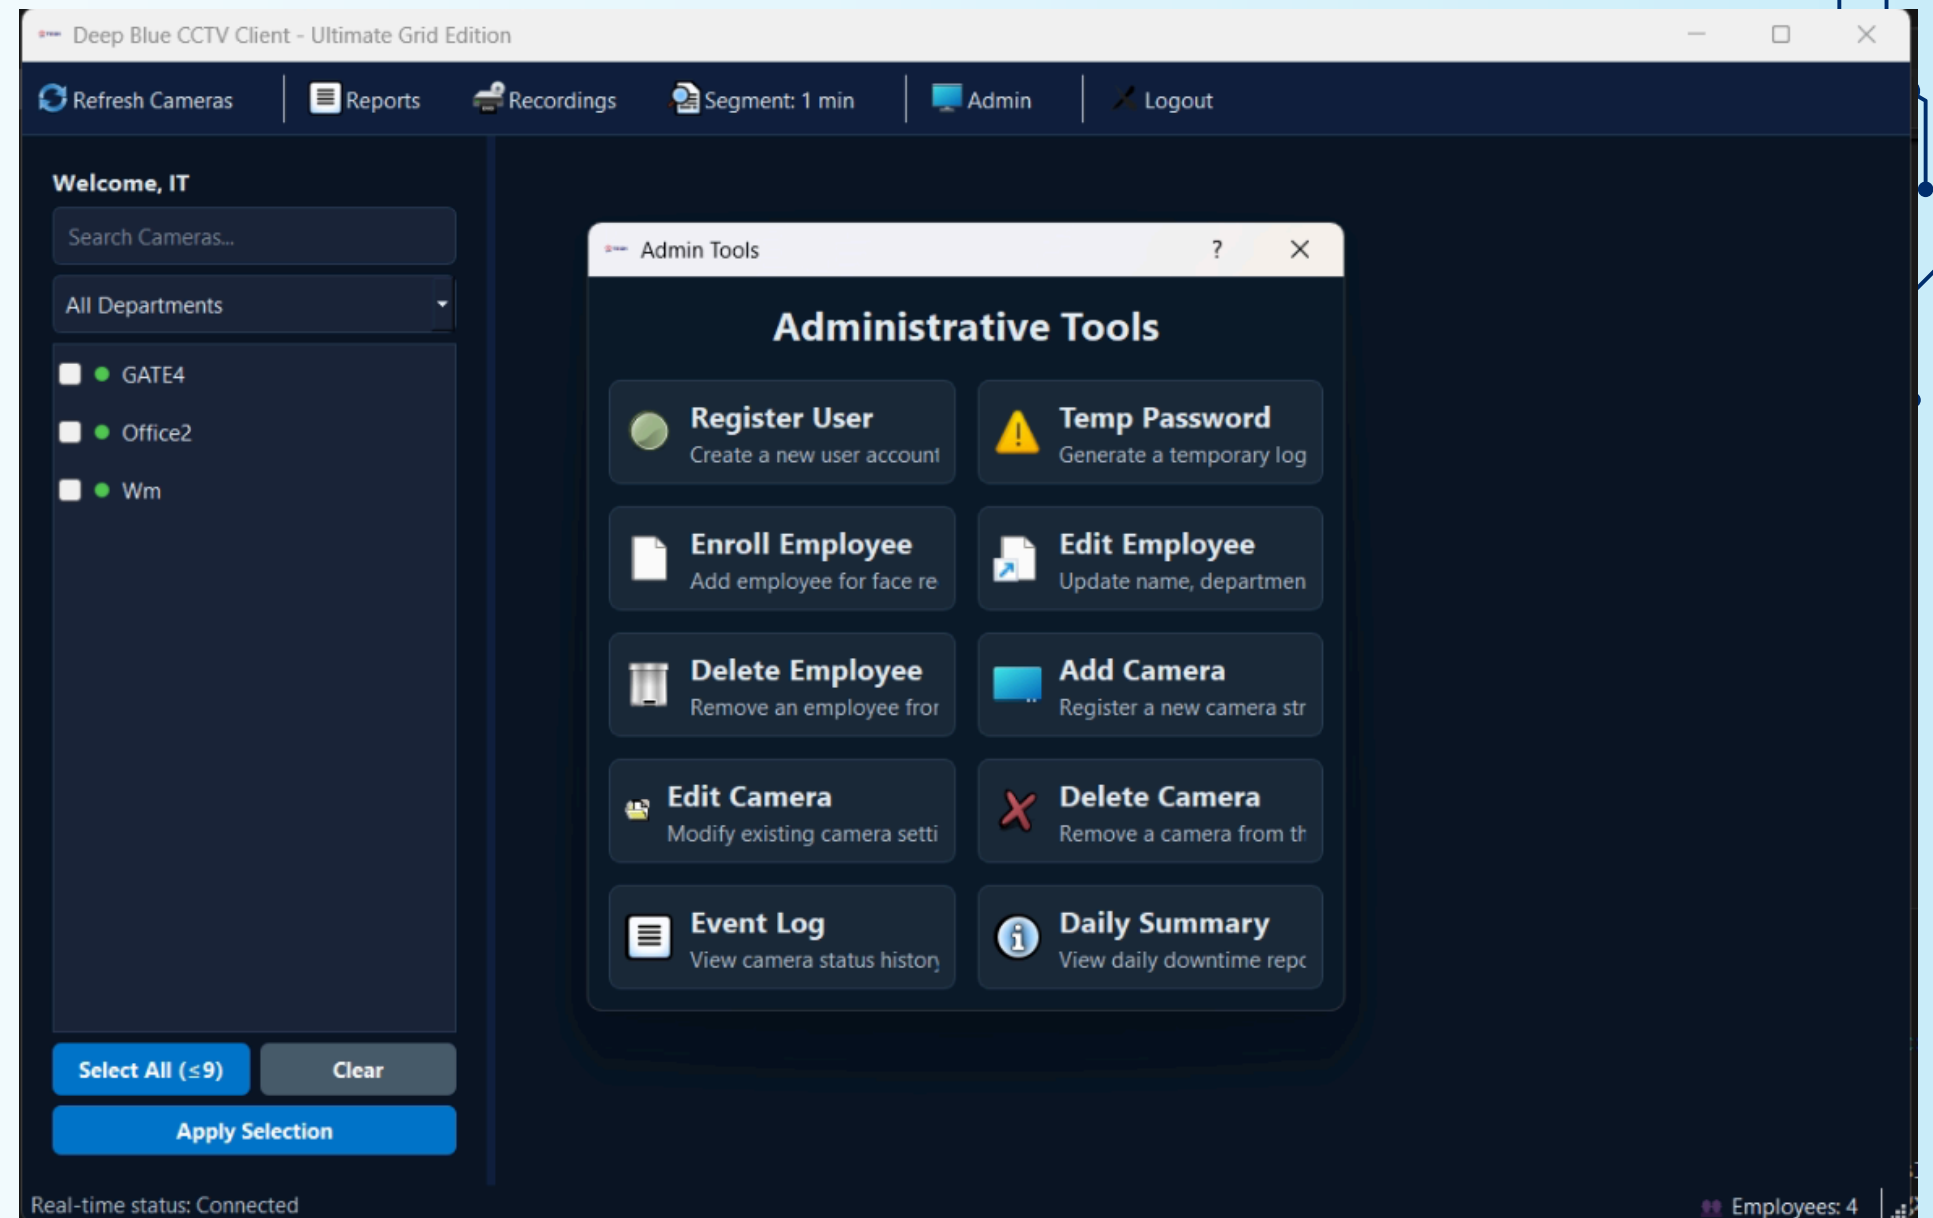 Deep Blue CCTV Client - Ultimate Grid Edition
Refresh Cameras
Reports
Recordings
Segment: 1 min
Admin
Logout
Welcome, IT
Search Cameras...
All Departments
GATE4
Office2
Wm
Select All (≤9)
Clear
Apply Selection
Admin Tools
?
Administrative Tools
Register User
Create a new user account
Temp Password
Generate a temporary log
Enroll Employee
Add employee for face re
Edit Employee
Update name, departmen
Delete Employee
Remove an employee fror
Add Camera
Register a new camera str
Edit Camera
Modify existing camera setti
Delete Camera
Remove a camera from th
Event Log
View camera status history
Daily Summary
View daily downtime repo
Real-time status: Connected
Employees: 4